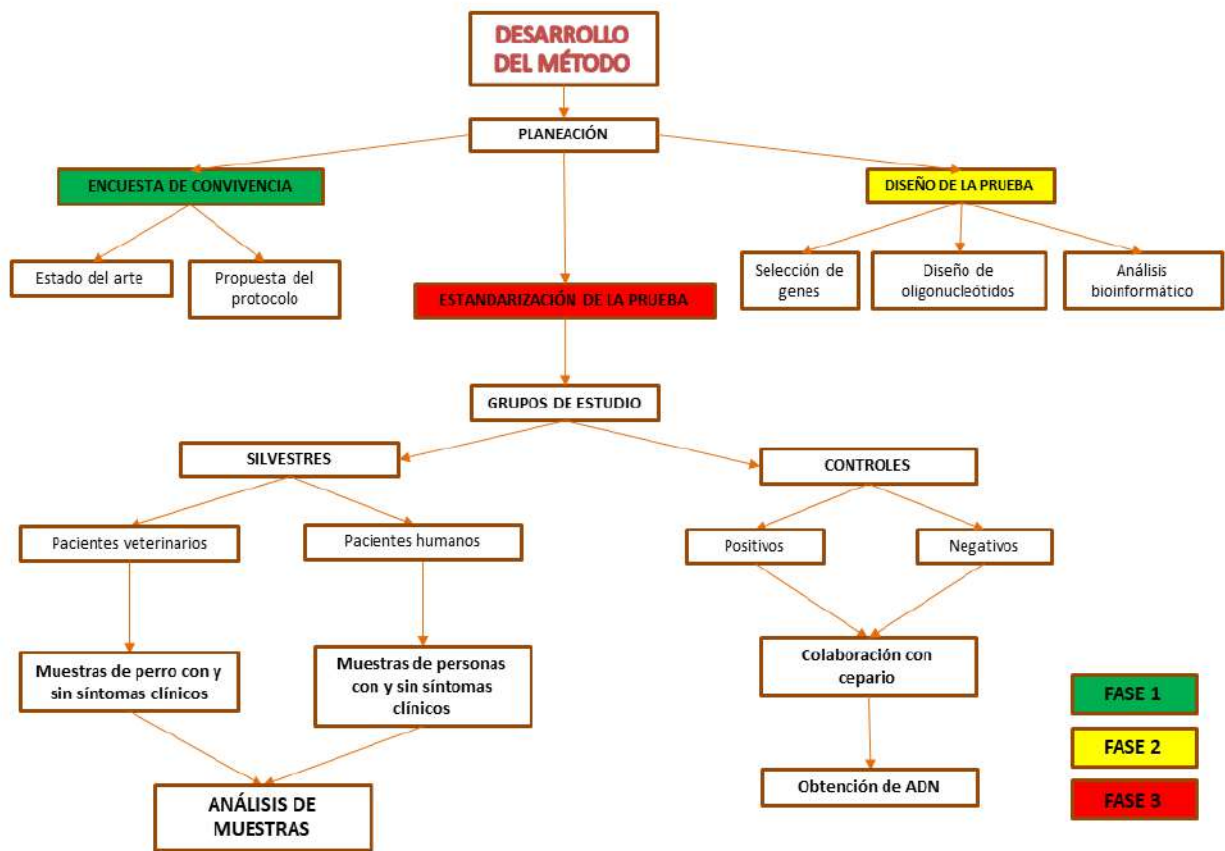 DESARROLLO
DEL MÉTODO
PLANEACIÓN
ENCUESTA DE CONVIVENCIA
DISEÑO DE LA PRUEBA
Estado del arte
Propuesta del
protocolo
Selección de
genes
Diseño de
oligonucleótidos
Análisis
bioinformático
ESTANDARIZACIÓN DE LA PRUEBA
GRUPOS DE ESTUDIO
SILVESTRES
CONTROLES
Pacientes veterinarios
Pacientes humanos
Positivos
Negativos
Muestras de perro con y
sin síntomas clínicos
Muestras de personas
con y sin síntomas
clínicos
Colaboración con
cepario
Obtención de ADN
ANÁLISIS DE
MUESTRAS
FASE 1
FASE 2
FASE 3